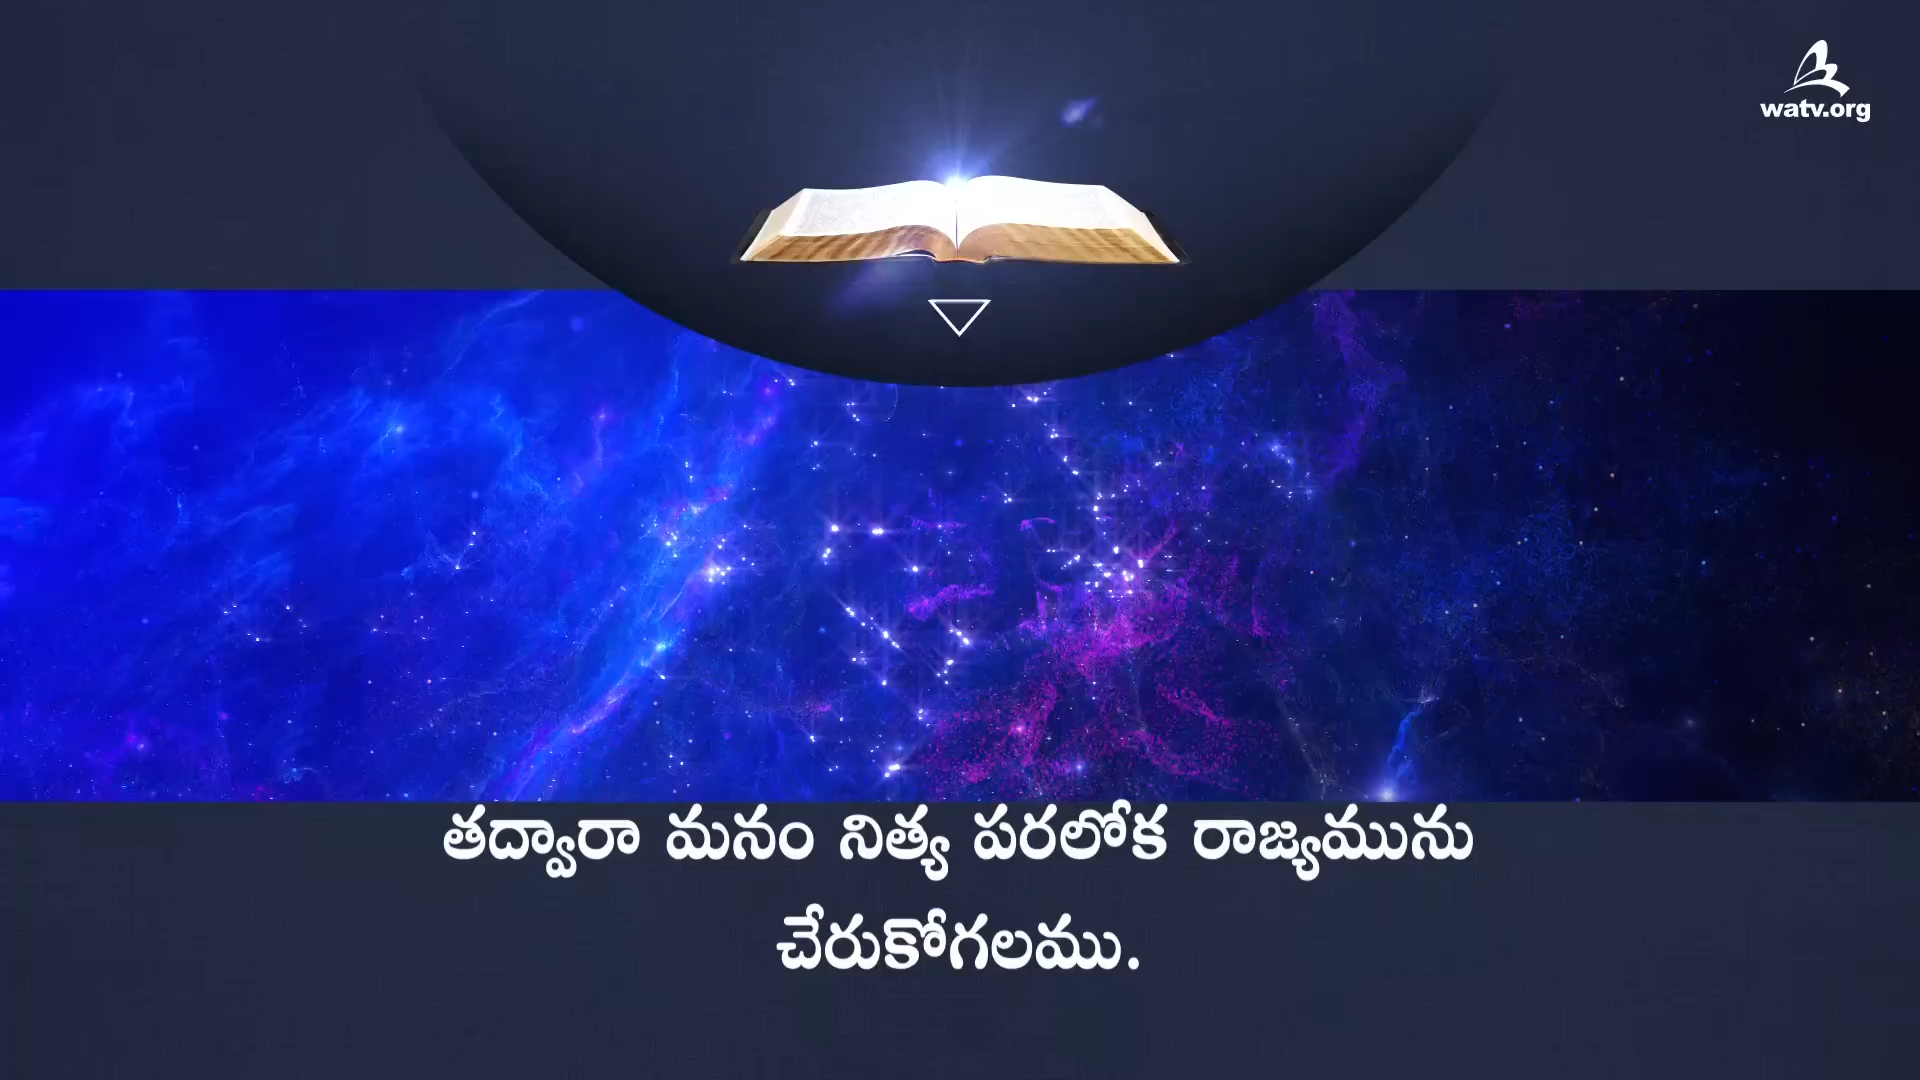 watv.org
తద్వారా మనం నిత్య పరలోక రాజ్యమును
చేరుకోగలము.